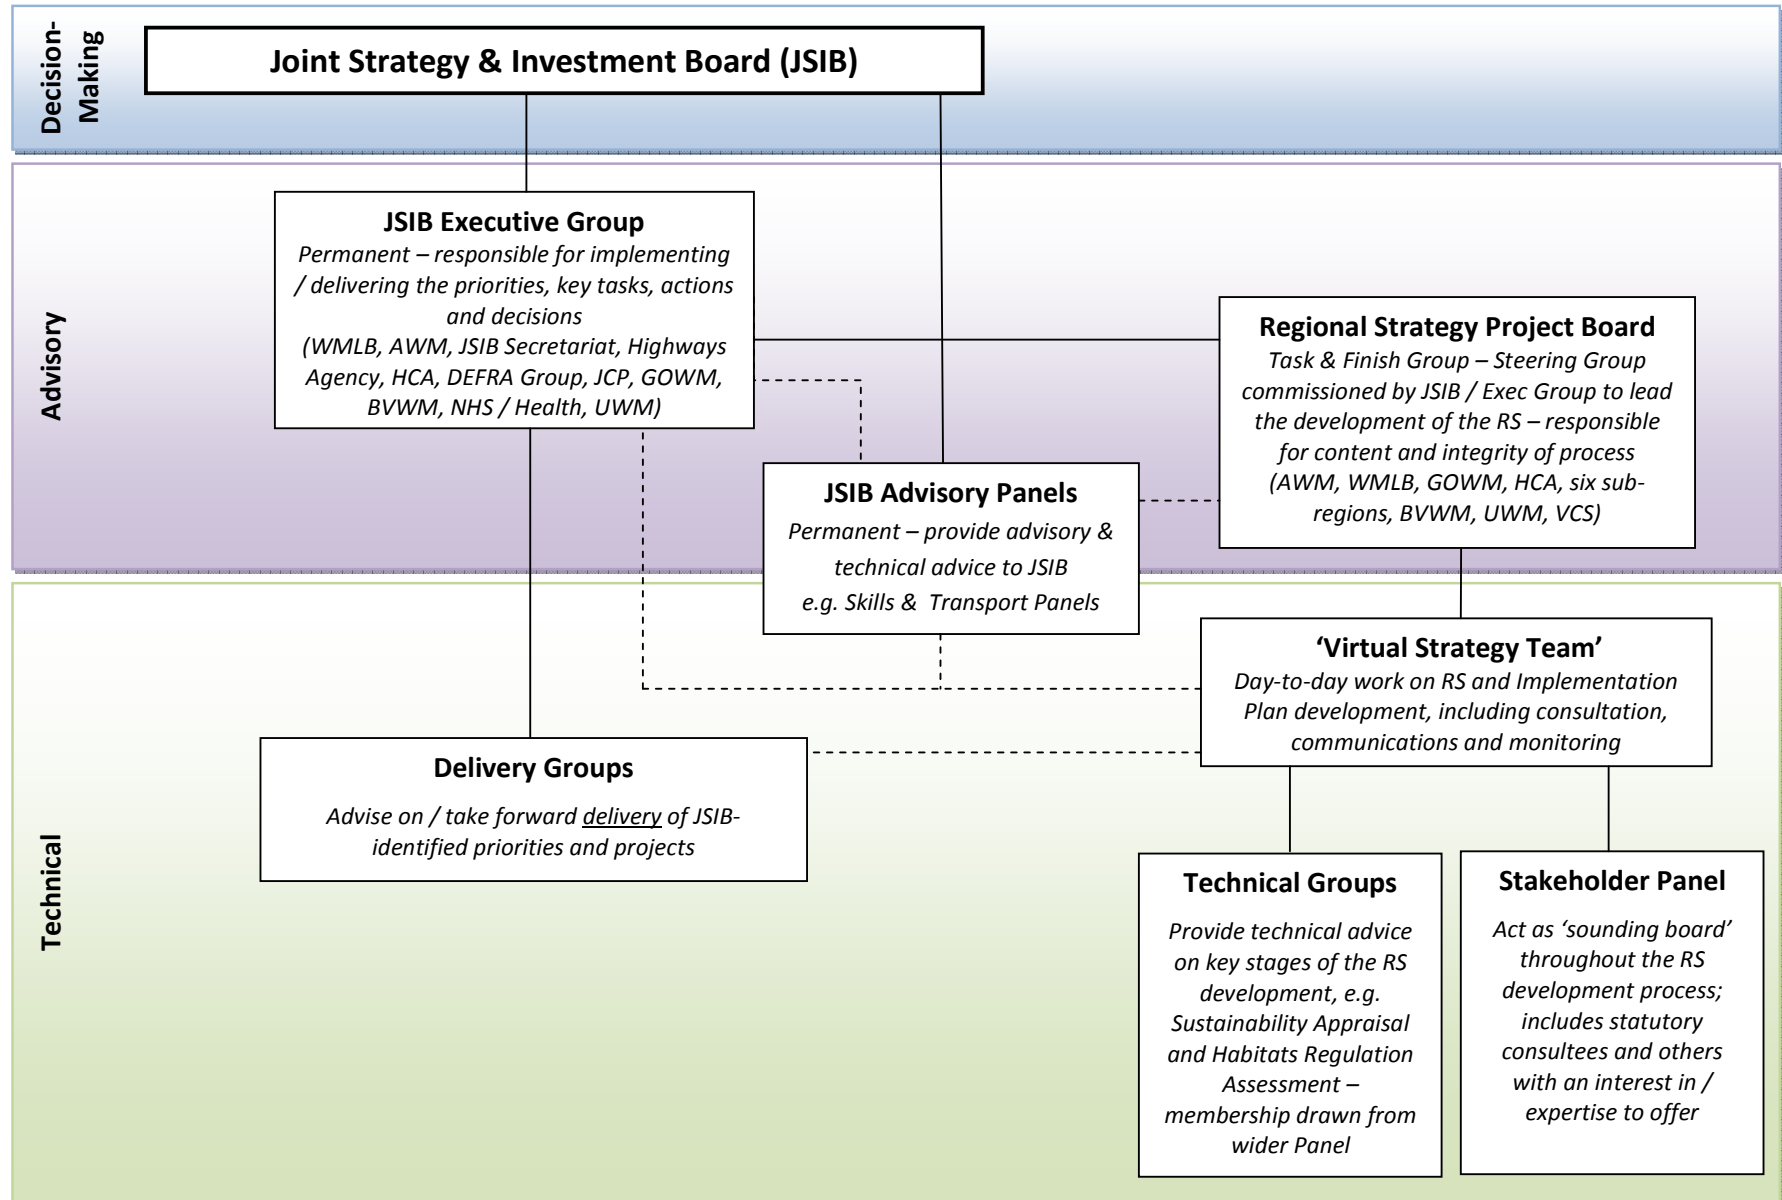 Decision-
Making
Joint Strategy & Investment Board (JSIB)
Advisory
JSIB Executive Group
Permanent – responsible for implementing
/ delivering the priorities, key tasks, actions
and decisions
(WMLB, AWM, JSIB Secretariat, Highways
Agency, HCA, DEFRA Group, JCP, GOWM,
BVWM, NHS / Health, UWM)
Regional Strategy Project Board
Task & Finish Group – Steering Group
commissioned by JSIB / Exec Group to lead
the development of the RS – responsible
for content and integrity of process
(AWM, WMLB, GOWM, HCA, six sub-
regions, BVWM, UWM, VCS)
JSIB Advisory Panels
Permanent – provide advisory &
technical advice to JSIB
e.g. Skills & Transport Panels
Technical
‘Virtual Strategy Team’
Day-to-day work on RS and Implementation
Plan development, including consultation,
communications and monitoring
Delivery Groups
Advise on / take forward delivery of JSIB-
identified priorities and projects
Technical Groups
Provide technical advice
on key stages of the RS
development, e.g.
Sustainability Appraisal
and Habitats Regulation
Assessment –
membership drawn from
wider Panel
Stakeholder Panel
Act as ‘sounding board’
throughout the RS
development process;
includes statutory
consultees and others
with an interest in /
expertise to offer